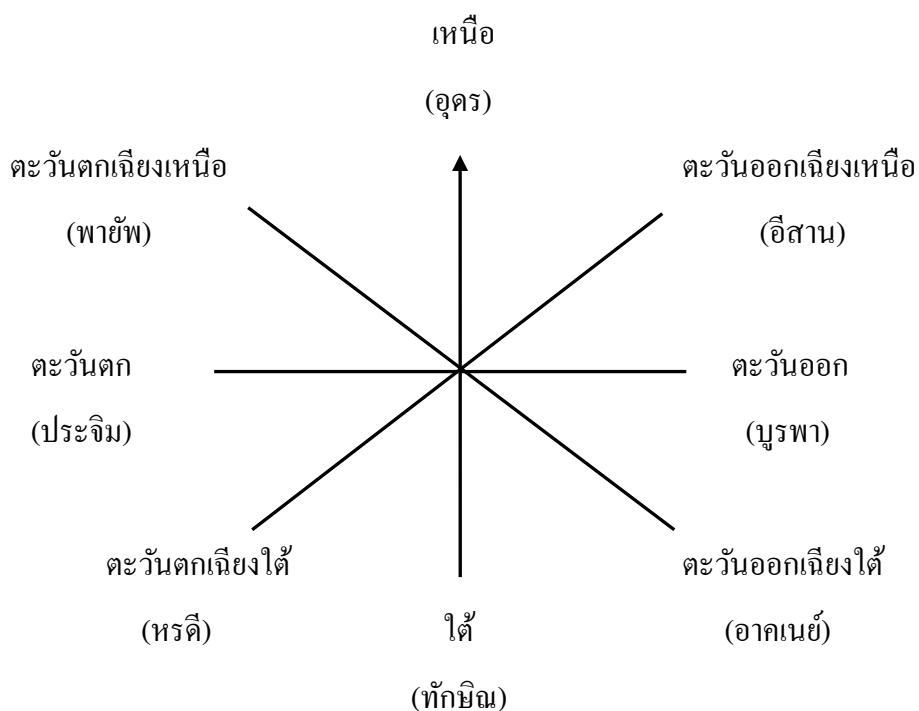 เหนือ
(อุดร)
ตะวันตกเฉียงเหนือ
(พายัพ)
ตะวันออกเฉียงเหนือ
(อีสาน)
ตะวันตก
(ประจิม)
ตะวันออก
(บูรพา)
ตะวันตกเฉียงใต้
(หรดี)
ใต้
(ทักษิณ)
ตะวันออกเฉียงใต้
(อาคเนย์)